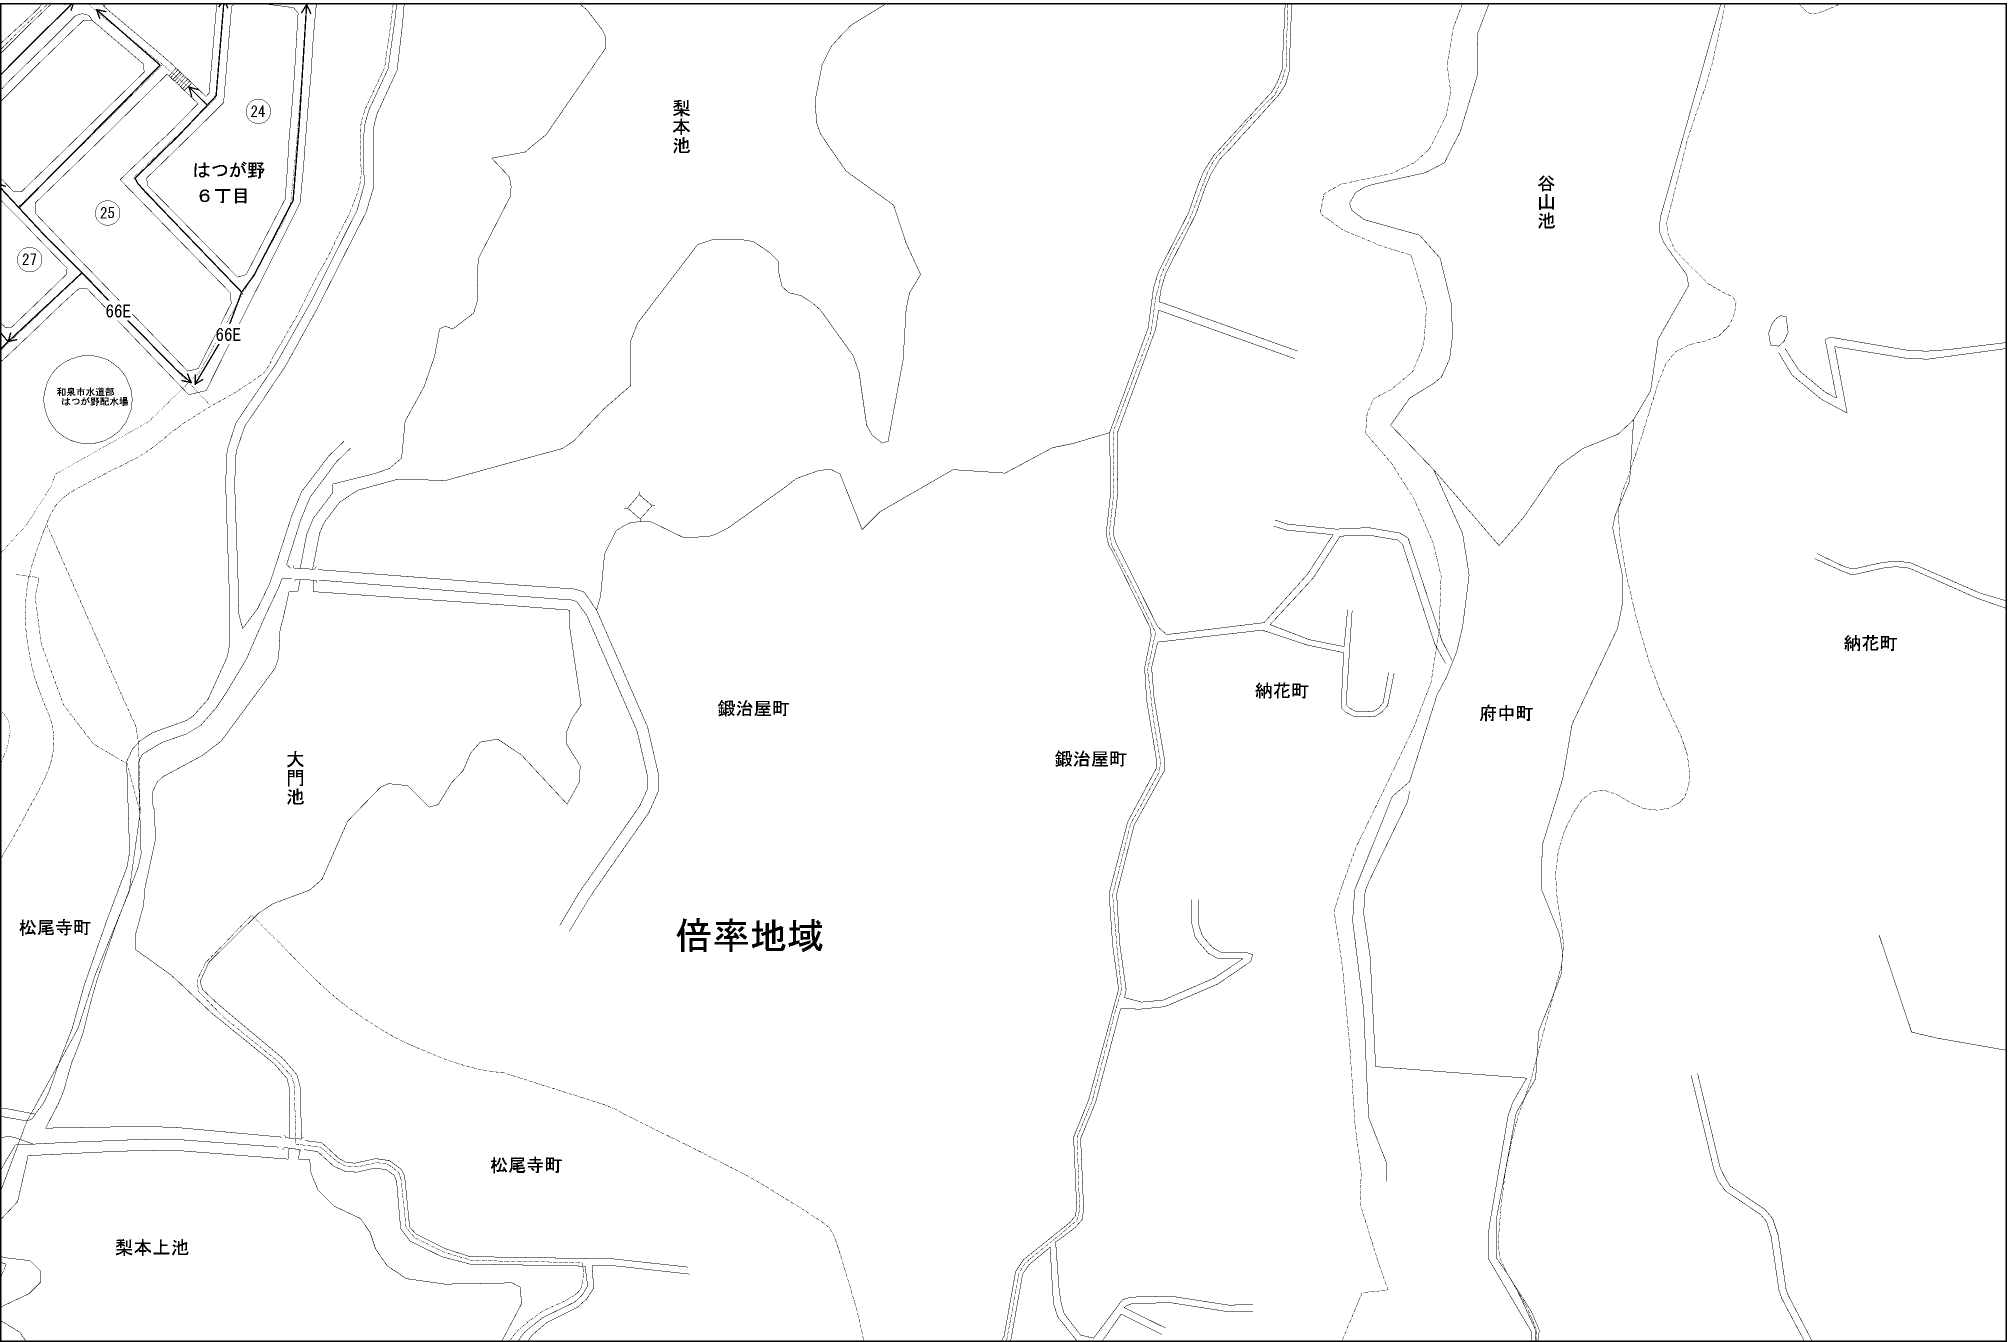 24
はつが野
６丁目
25
27
66E
66E
和泉市水道部
はつが野配水場
梨本池
谷山池
鍛治屋町
大門池
鍛治屋町
納花町
府中町
納花町
松尾寺町
倍率地域
松尾寺町
梨本上池